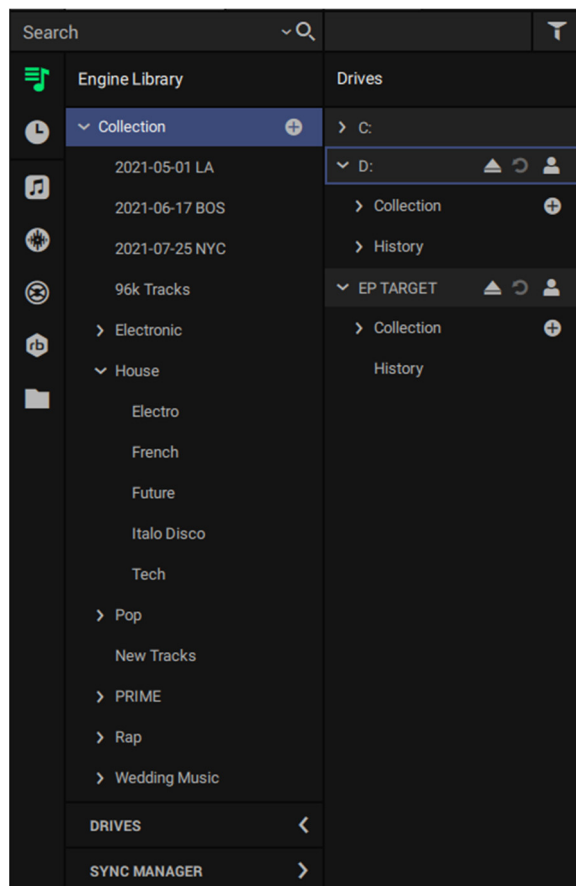 Search
Engine Library
Collection
2021-05-01 LA
2021-06-17 BOS
2021-07-25 NYC
96k Tracks
Electronic
House
Electro
French
Future
Italo Disco
Tech
Pop
New Tracks
PRIME
Rap
Wedding Music
DRIVES
SYNC MANAGER
rb
Drives
C:
D:
Collection
History
EP TARGET
Collection
History